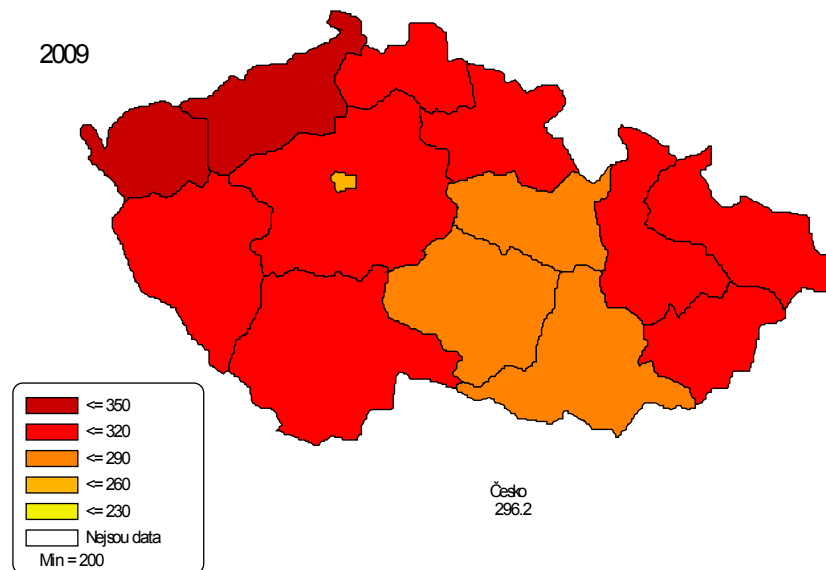 2009
<= 350
<= 320
<= 290
<= 260
<= 230
Nejsou data
Min = 200
Česko
296.2